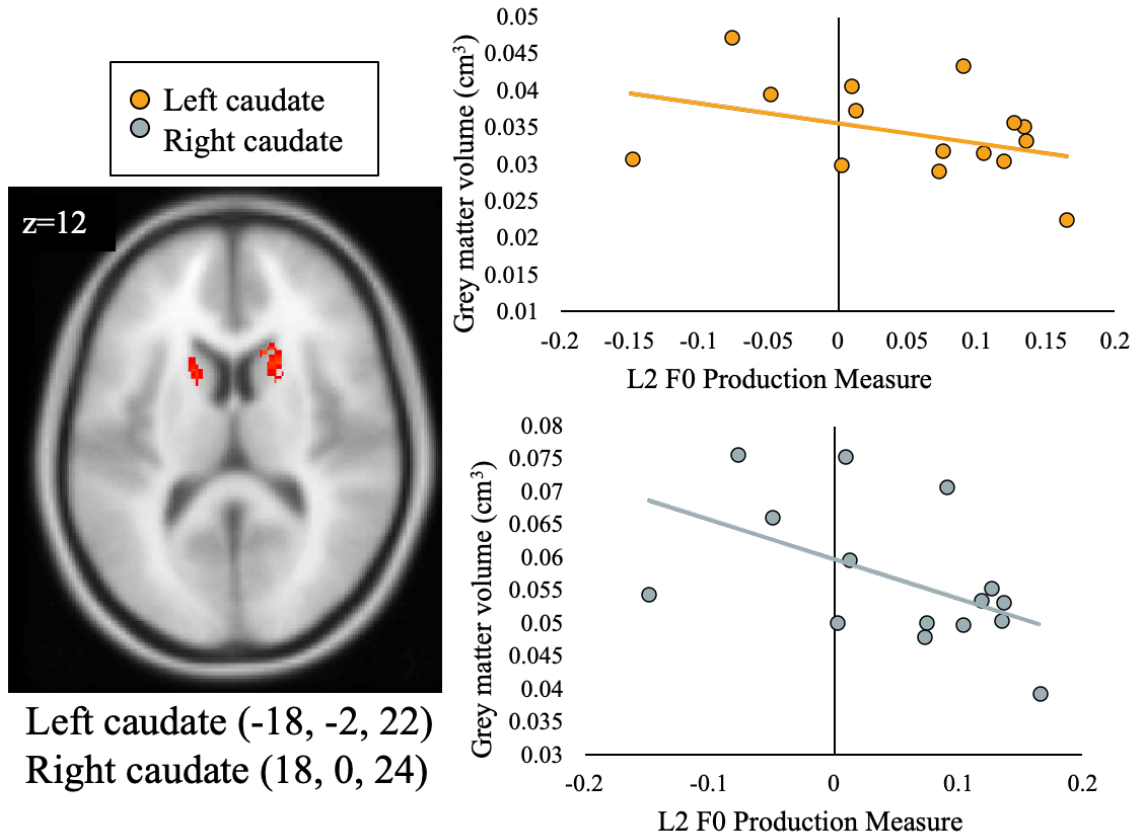 Left caudate
Right caudate
z=12
Left caudate (-18, -2, 22)
Right caudate (18, 0, 24)
Grey matter volume (cm³)
0.05
0.045
0.04
0.035
0.03
0.025
0.02
0.015
0.01
-0.2 -0.15 -0.1 -0.05 0 0.05 0.1 0.15 0.2
L2 F0 Production Measure
Grey matter volume (cm³)
0.08
0.075
0.07
0.065
0.06
0.055
0.05
0.045
0.04
0.035
0.03
-0.2 -0.1 0 0.1 0.2
L2 F0 Production Measure